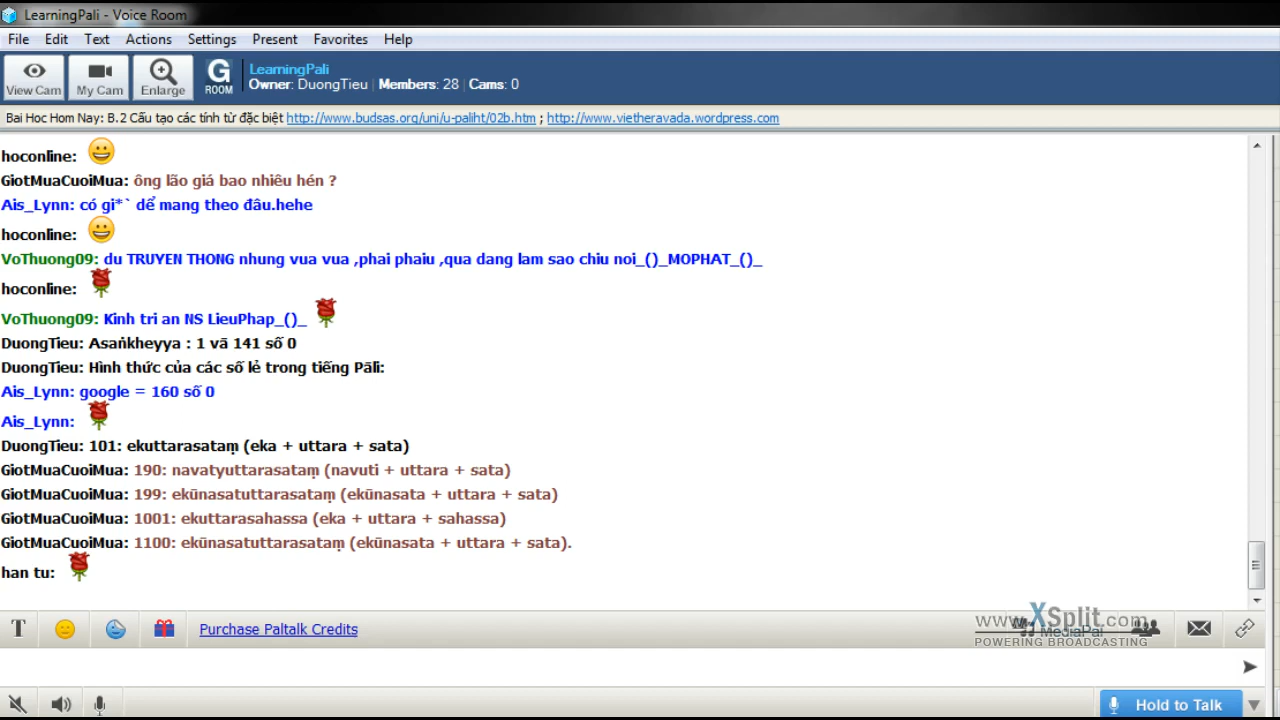 LearningPali - Voice Room
File Edit Text Actions Settings Present Favorites Help
View Cam My Cam Enlarge G ROOM LearningPali
Owner: DuongTieu | Members: 28 | Cams: 0
Bai Hoc Hom Nay: B.2 Cấu tạo các tính từ đặc biệt http://www.budsas.org/uni/u-paliht/02b.htm ; http://www.vietheravada.wordpress.com
hoconline:
GiotMuaCuoiMua: ông lão giá bao nhiêu hén ?
Ais_Lynn: có gi*` dể mang theo đâu.hehe
hoconline:
VoThuong09: du TRUYEN THONG nhung vua vua ,phai phaiu ,qua dang lam sao chiu noi_()_MOPHAT_()_
hoconline:
VoThuong09: Kinh tri an NS LieuPhap_()_
DuongTieu: Asaṅkheyya : 1 vã 141 số 0
DuongTieu: Hình thức của các số lẻ trong tiếng Pāli:
Ais_Lynn: google = 160 số 0
Ais_Lynn:
DuongTieu: 101: ekuttarasataṃ (eka + uttara + sata)
GiotMuaCuoiMua: 190: navatyuttarasataṃ (navuti + uttara + sata)
GiotMuaCuoiMua: 199: ekūnasatuttarasataṃ (ekūnasata + uttara + sata)
GiotMuaCuoiMua: 1001: ekuttarasahassa (eka + uttara + sahassa)
GiotMuaCuoiMua: 1100: ekūnasatuttarasataṃ (ekūnasata + uttara + sata).
han tu:
T Purchase Paltalk Credits
www.XSplit.com
MediaPal
POWERING BROADCASTING
Hold to Talk